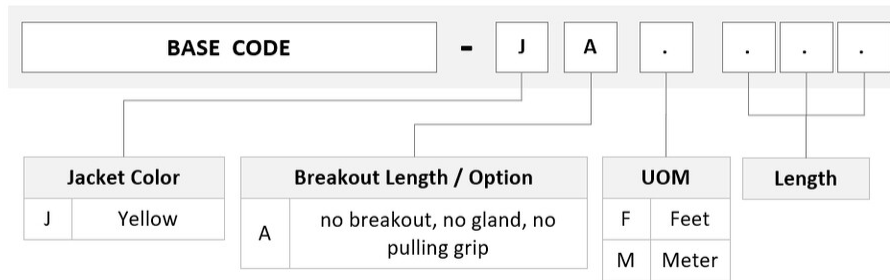 BASE CODE - J A . . . .
Jacket Color
J Yellow
Breakout Length / Option
A no breakout, no gland, no
pulling grip
UOM
F Feet
M Meter
Length